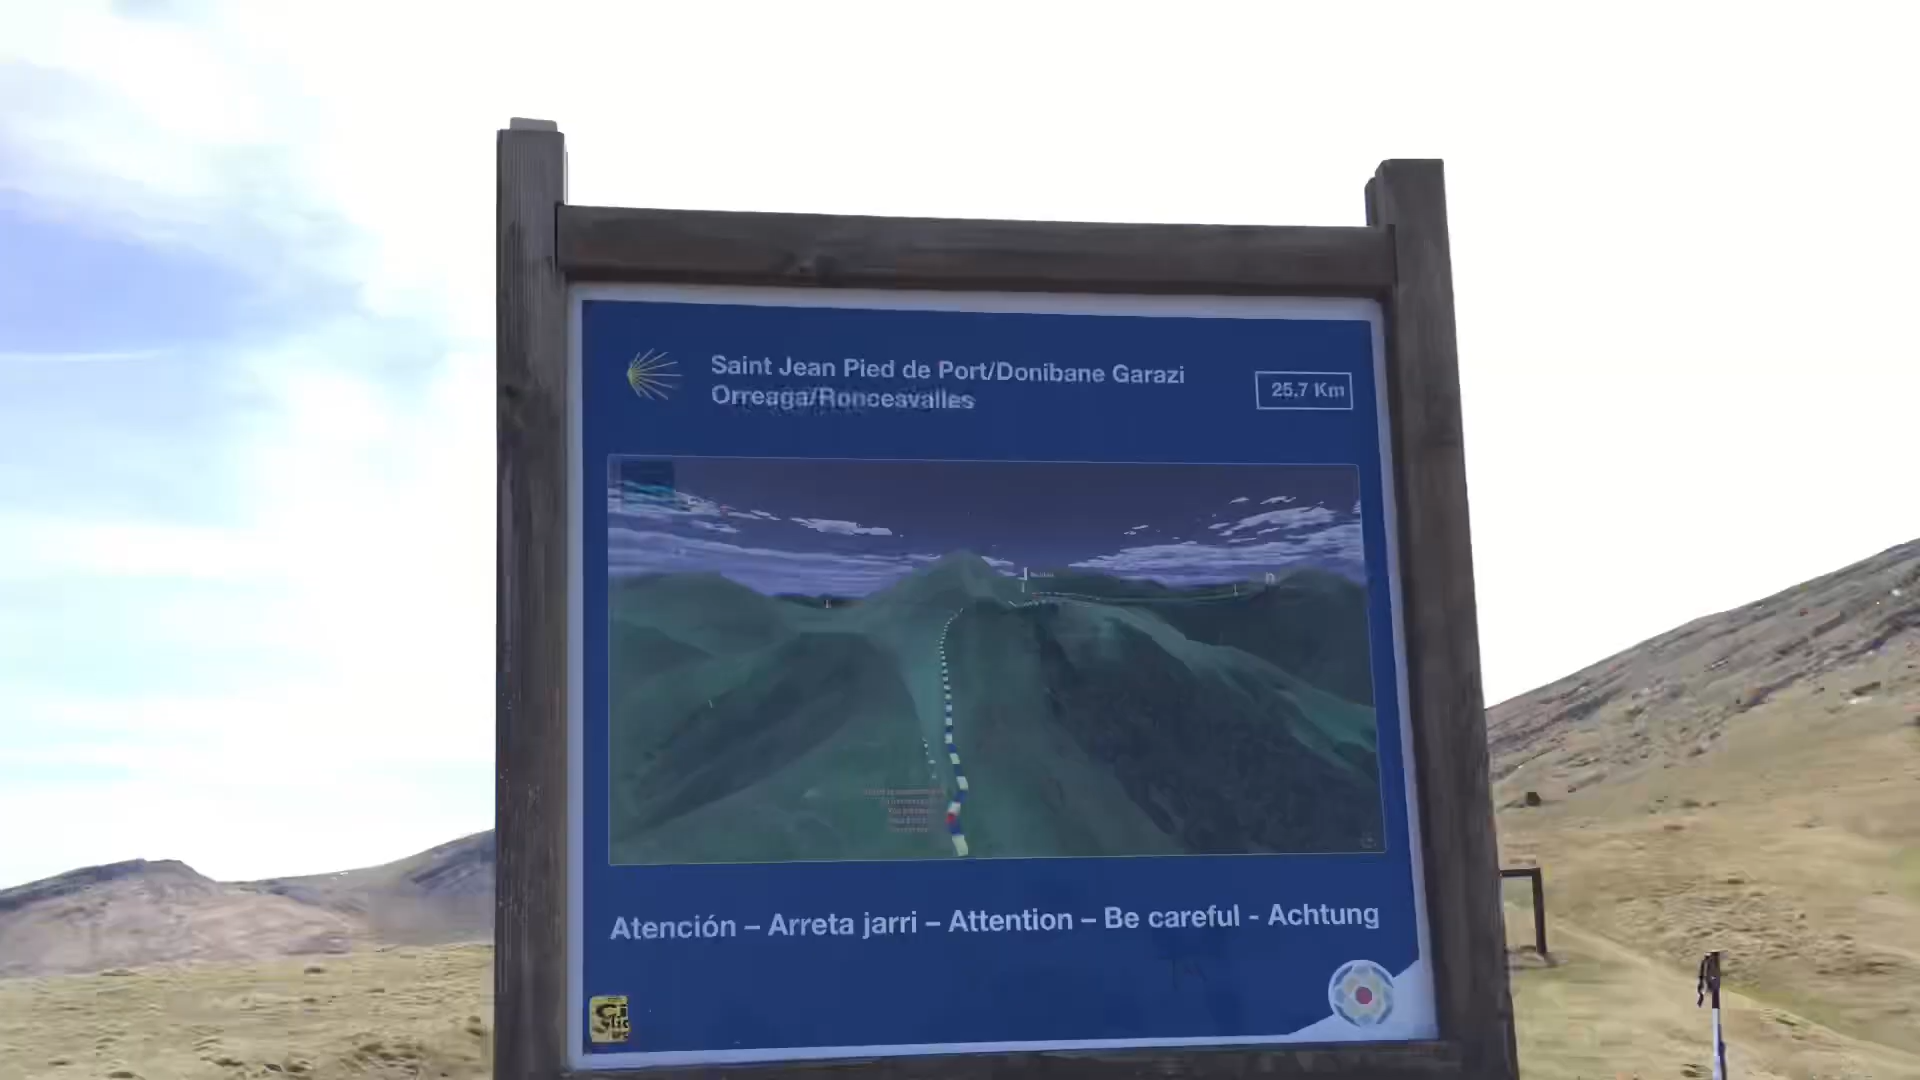 Saint Jean Pied de Port/Donibane Garazi
Orreaga/Roncesvalles
25,7 Km
Atención – Arreta jarri – Attention – Be careful - Achtung